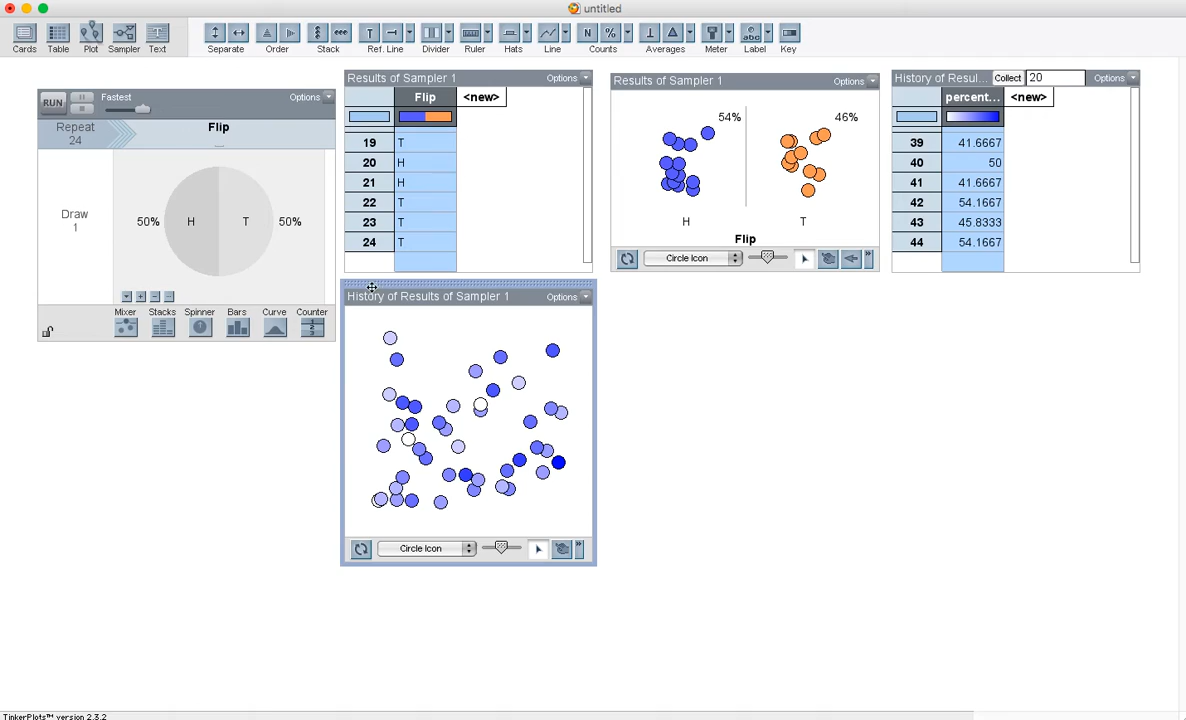 untitled
Cards Table Plot Sampler Text Separate Order Stack Ref. Line Divider Ruler Hats Line Counts Averages Meter Label Key
RUN Fastest Options
Repeat
24
Flip
Draw
1
50% H T 50%
Mixer Stacks Spinner Bars Curve Counter
Results of Sampler 1 Options
Flip <new>
19 T
20 H
21 H
22 T
23 T
24 T
Results of Sampler 1 Options
54% 46%
H T
Flip
Circle Icon
History of Resul... Collect 20 Options
percent... <new>
39 41.6667
40 50
41 41.6667
42 54.1667
43 45.8333
44 54.1667
History of Results of Sampler 1 Options
Circle Icon
TinkerPlots™ version 2.3.2